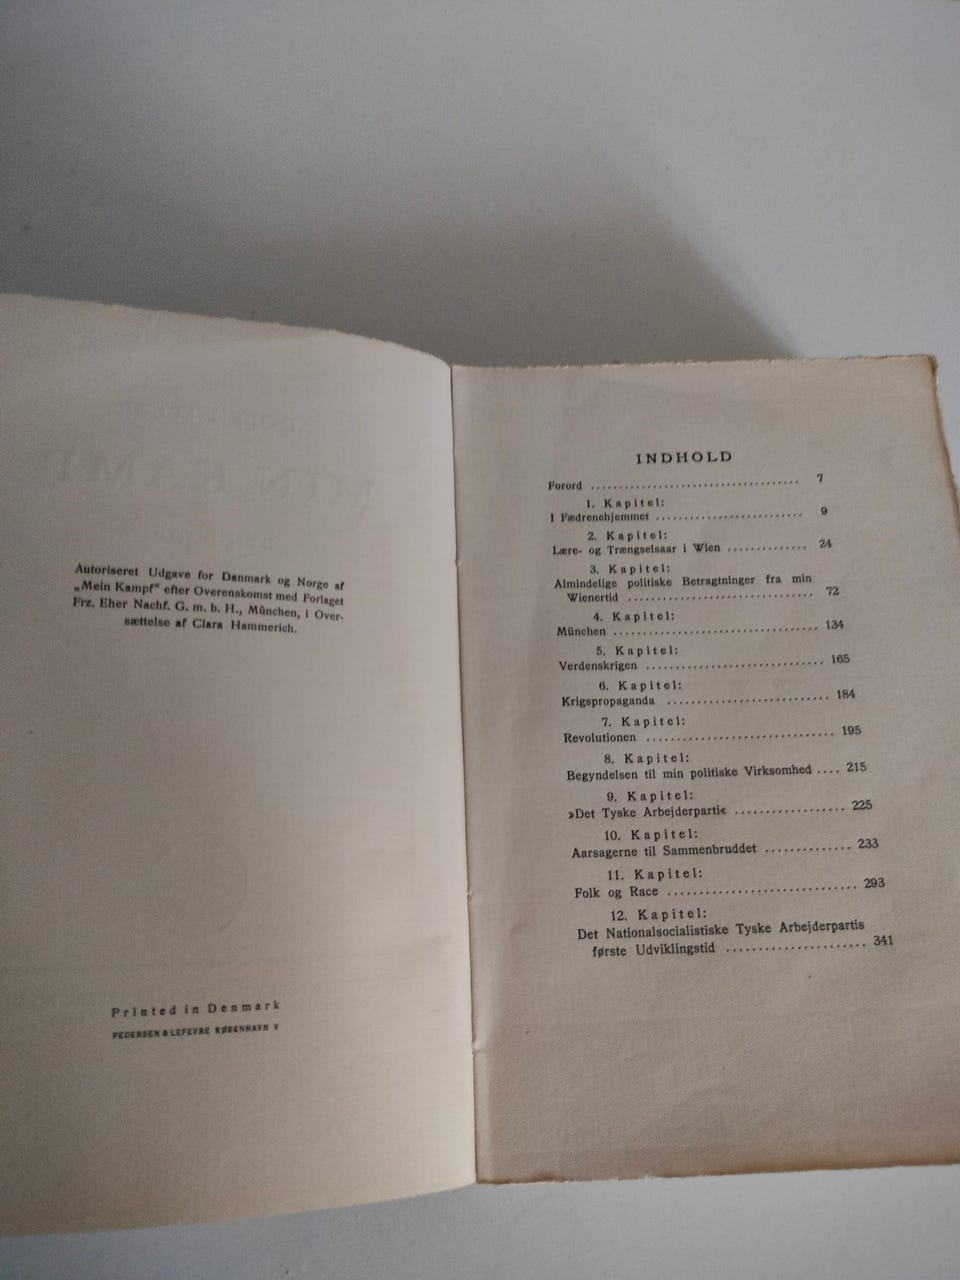 Autoriseret Udgave for Danmark og Norge af
„Mein Kampf“ efter Overenskomst med Forlaget
Frz. Eher Nachf. G. m. b. H., München, i Over-
sættelse af Clara Hammerich.
Printed in Denmark
PEDERSEN & LEFEVRE KØBENHAVN V
INDHOLD
Forord .................................... 7
1. Kapitel:
I Fædrenehjemmet ......................... 9
2. Kapitel:
Lære- og Trængselsaar i Wien .............. 24
3. Kapitel:
Almindelige politiske Betragtninger fra min
Wienertid ................................ 72
4. Kapitel:
München .................................. 134
5. Kapitel:
Verdenskrigen ............................ 165
6. Kapitel:
Krigspropaganda .......................... 184
7. Kapitel:
Revolutionen ............................. 195
8. Kapitel:
Begyndelsen til min politiske Virksomhed .... 215
9. Kapitel:
»Det Tyske Arbejderparti« ................. 225
10. Kapitel:
Aarsagerne til Sammenbruddet .............. 233
11. Kapitel:
Folk og Race ............................. 293
12. Kapitel:
Det Nationalsocialistiske Tyske Arbejderpartis
første Udviklingstid ...................... 341